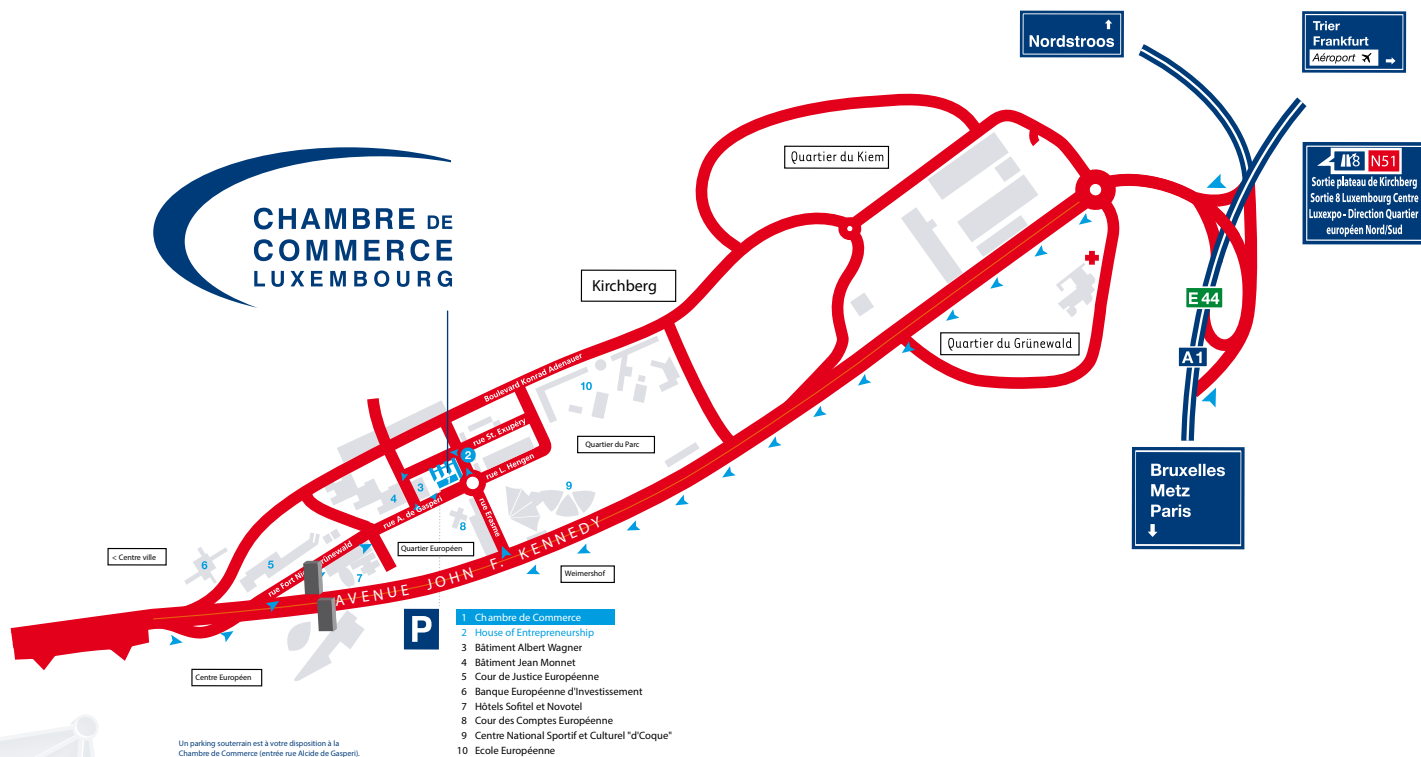 Nordstroos
Trier
Frankfurt
Aéroport
8 N51
Sortie plateau de Kirchberg
Sortie 8 Luxembourg Centre
Luxexpo - Direction Quartier
européen Nord/Sud
CHAMBRE DE
COMMERCE
LUXEMBOURG
Quartier du Kiem
Kirchberg
Quartier du Grünewald
E 44
A 1
Bruxelles
Metz
Paris
Boulevard Konrad Adenauer
10
rue St. Exupéry
Quartier du Parc
2
rue L. Hengen
3
4
9
rue A. de Gaspéri
8
rue Erasme
Quartier Européen
< Centre ville
6
5
7
AVENUE JOHN F. KENNEDY
Weimershof
Centre Européen
P
1 Chambre de Commerce
2 House of Entrepreneurship
3 Bâtiment Albert Wagner
4 Bâtiment Jean Monnet
5 Cour de Justice Européenne
6 Banque Européenne d'Investissement
7 Hôtels Sofitel et Novotel
8 Cour des Comptes Européenne
9 Centre National Sportif et Culturel "d'Coque"
10 Ecole Européenne
Un parking souterrain est à votre disposition à la
Chambre de Commerce (entrée rue Alcide de Gasperi).